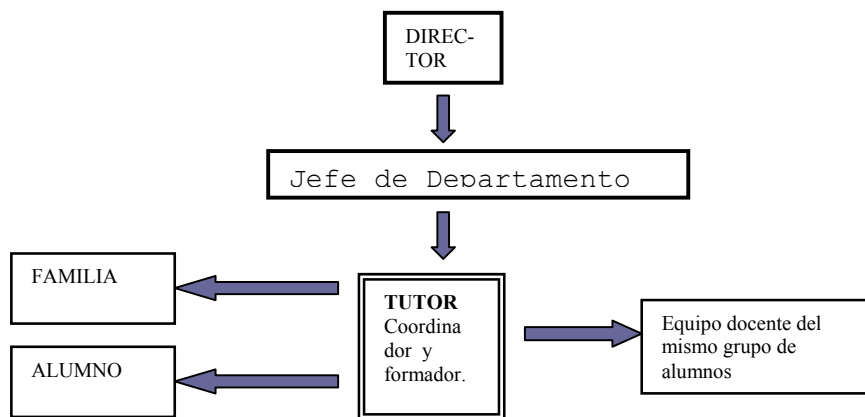 DIREC-
TOR
Jefe de Departamento
FAMILIA
TUTOR
Coordina
dor y
formador.
Equipo docente del
mismo grupo de
alumnos
ALUMNO